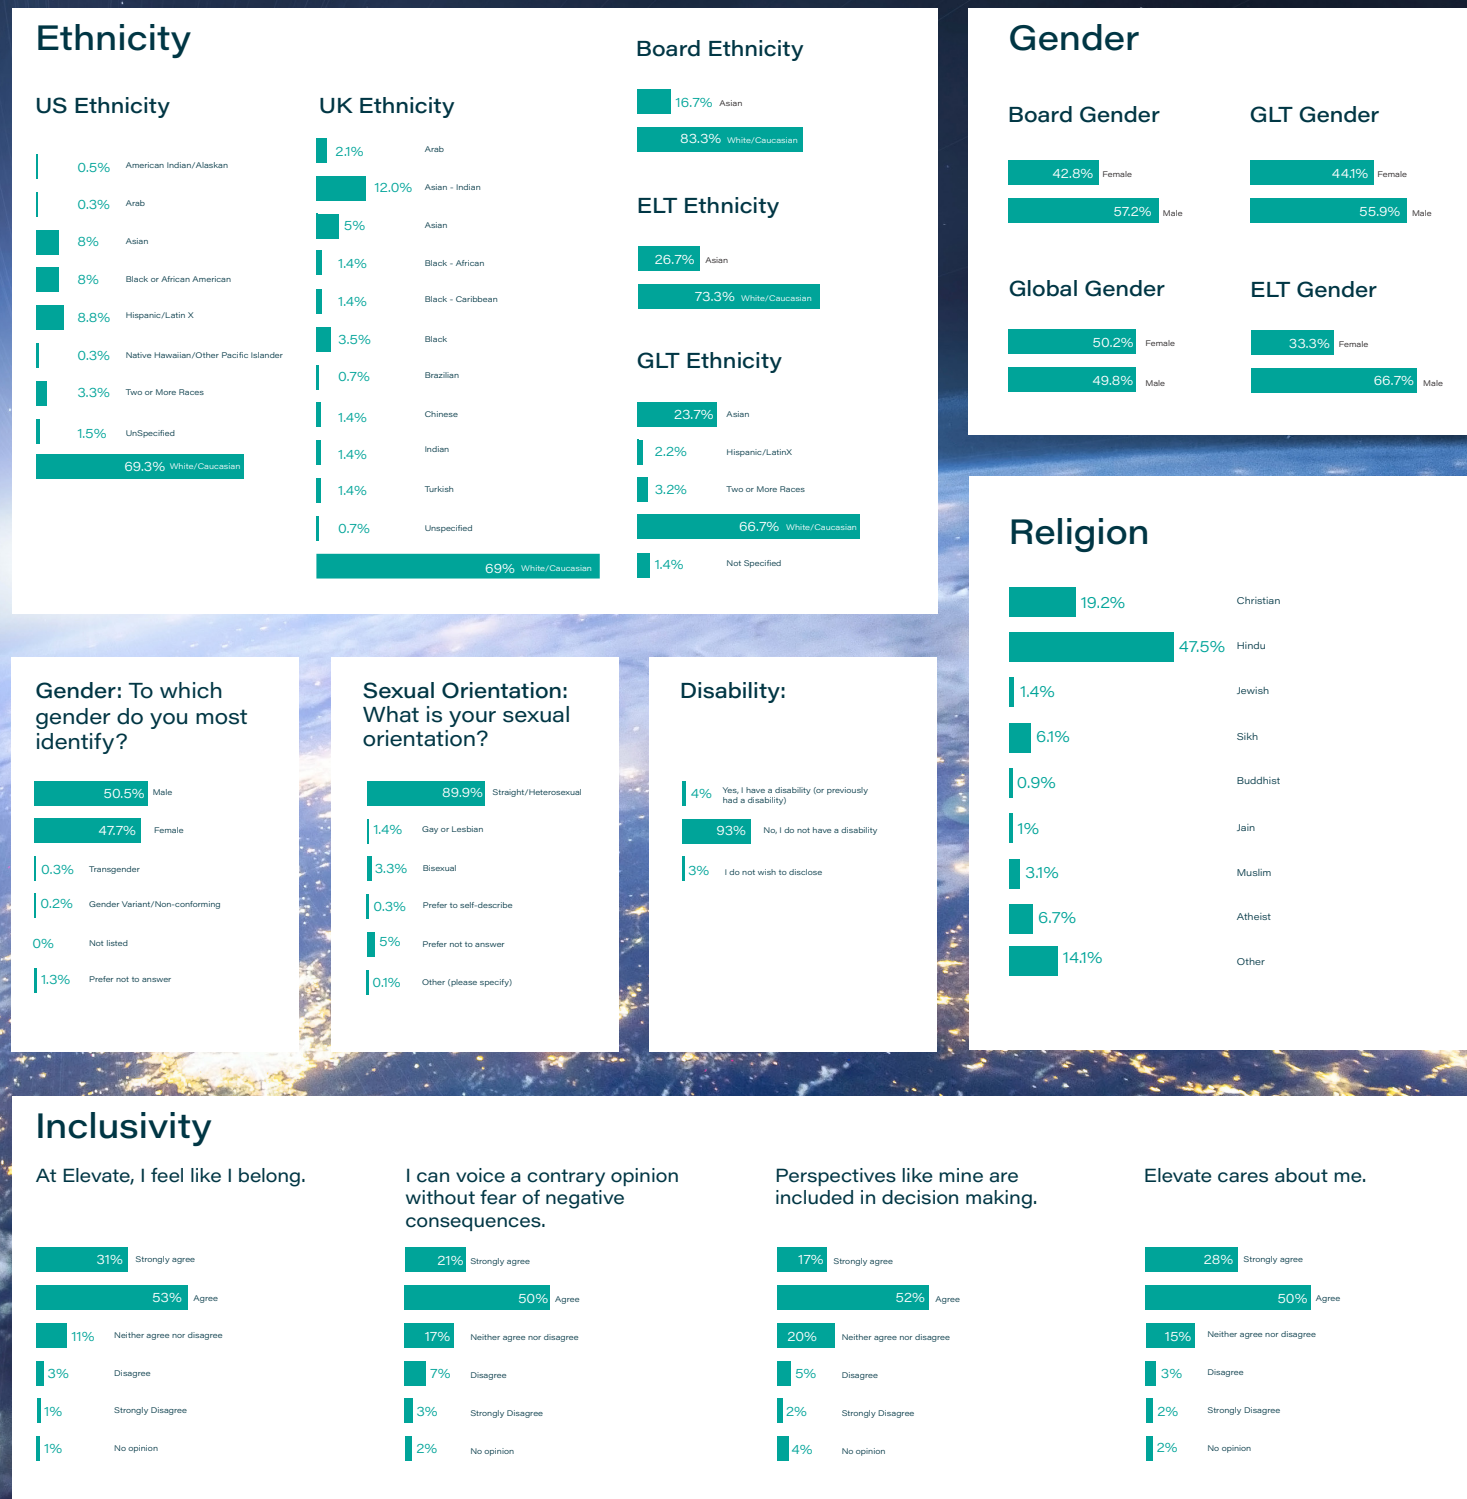 Ethnicity
US Ethnicity
0.5% American Indian/Alaskan
0.3% Arab
8% Asian
8% Black or African American
8.8% Hispanic/Latin X
0.3% Native Hawaiian/Other Pacific Islander
3.3% Two or More Races
1.5% UnSpecified
69.3% White/Caucasian
UK Ethnicity
2.1% Arab
12.0% Asian - Indian
5% Asian
1.4% Black - African
1.4% Black - Caribbean
3.5% Black
0.7% Brazilian
1.4% Chinese
1.4% Indian
1.4% Turkish
0.7% Unspecified
69% White/Caucasian
Board Ethnicity
16.7% Asian
83.3% White/Caucasian
ELT Ethnicity
26.7% Asian
73.3% White/Caucasian
GLT Ethnicity
23.7% Asian
2.2% Hispanic/LatinX
3.2% Two or More Races
66.7% White/Caucasian
1.4% Not Specified
Gender
Board Gender
42.8% Female
57.2% Male
GLT Gender
44.1% Female
55.9% Male
Global Gender
50.2% Female
49.8% Male
ELT Gender
33.3% Female
66.7% Male
Religion
19.2% Christian
47.5% Hindu
1.4% Jewish
6.1% Sikh
0.9% Buddhist
1% Jain
3.1% Muslim
6.7% Atheist
14.1% Other
Gender: To which
gender do you most
identify?
50.5% Male
47.7% Female
0.3% Transgender
0.2% Gender Variant/Non-conforming
0% Not listed
1.3% Prefer not to answer
Sexual Orientation:
What is your sexual
orientation?
89.9% Straight/Heterosexual
1.4% Gay or Lesbian
3.3% Bisexual
0.3% Prefer to self-describe
5% Prefer not to answer
0.1% Other (please specify)
Disability:
4% Yes, I have a disability (or previously
had a disability)
93% No, I do not have a disability
3% I do not wish to disclose
Inclusivity
At Elevate, I feel like I belong.
31% Strongly agree
53% Agree
11% Neither agree nor disagree
3% Disagree
1% Strongly Disagree
1% No opinion
I can voice a contrary opinion
without fear of negative
consequences.
21% Strongly agree
50% Agree
17% Neither agree nor disagree
7% Disagree
3% Strongly Disagree
2% No opinion
Perspectives like mine are
included in decision making.
17% Strongly agree
52% Agree
20% Neither agree nor disagree
5% Disagree
2% Strongly Disagree
4% No opinion
Elevate cares about me.
28% Strongly agree
50% Agree
15% Neither agree nor disagree
3% Disagree
2% Strongly Disagree
2% No opinion